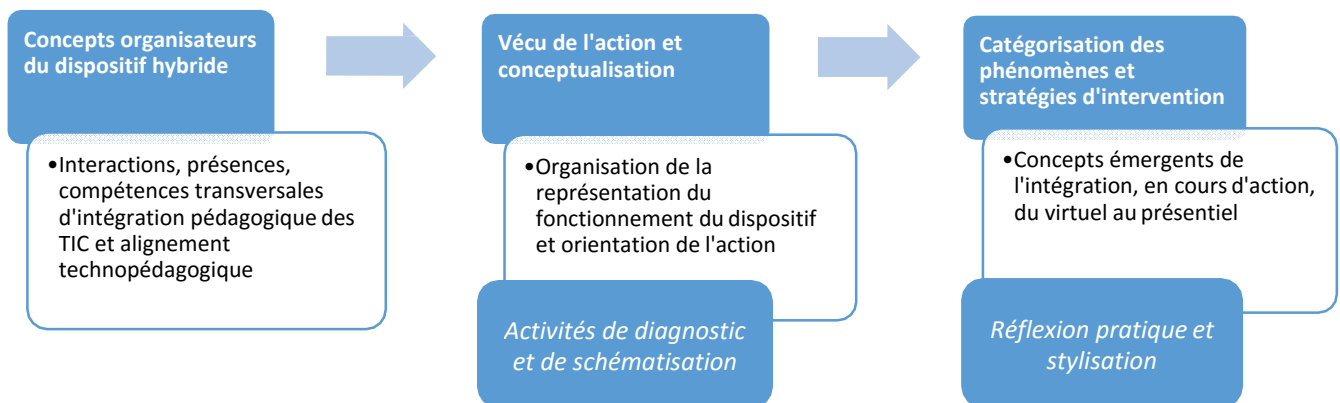 Concepts organisateurs
du dispositif hybride
•Interactions, présences,
compétences transversales
d'intégration pédagogique des
TIC et alignement
technopédagogique
Vécu de l'action et
conceptualisation
•Organisation de la
représentation du
fonctionnement du dispositif
et orientation de l'action
Activités de diagnostic
et de schématisation
Catégorisation des
phénomènes et
stratégies d'intervention
•Concepts émergents de
l'intégration, en cours d'action,
du virtuel au présentiel
Réflexion pratique et
stylisation